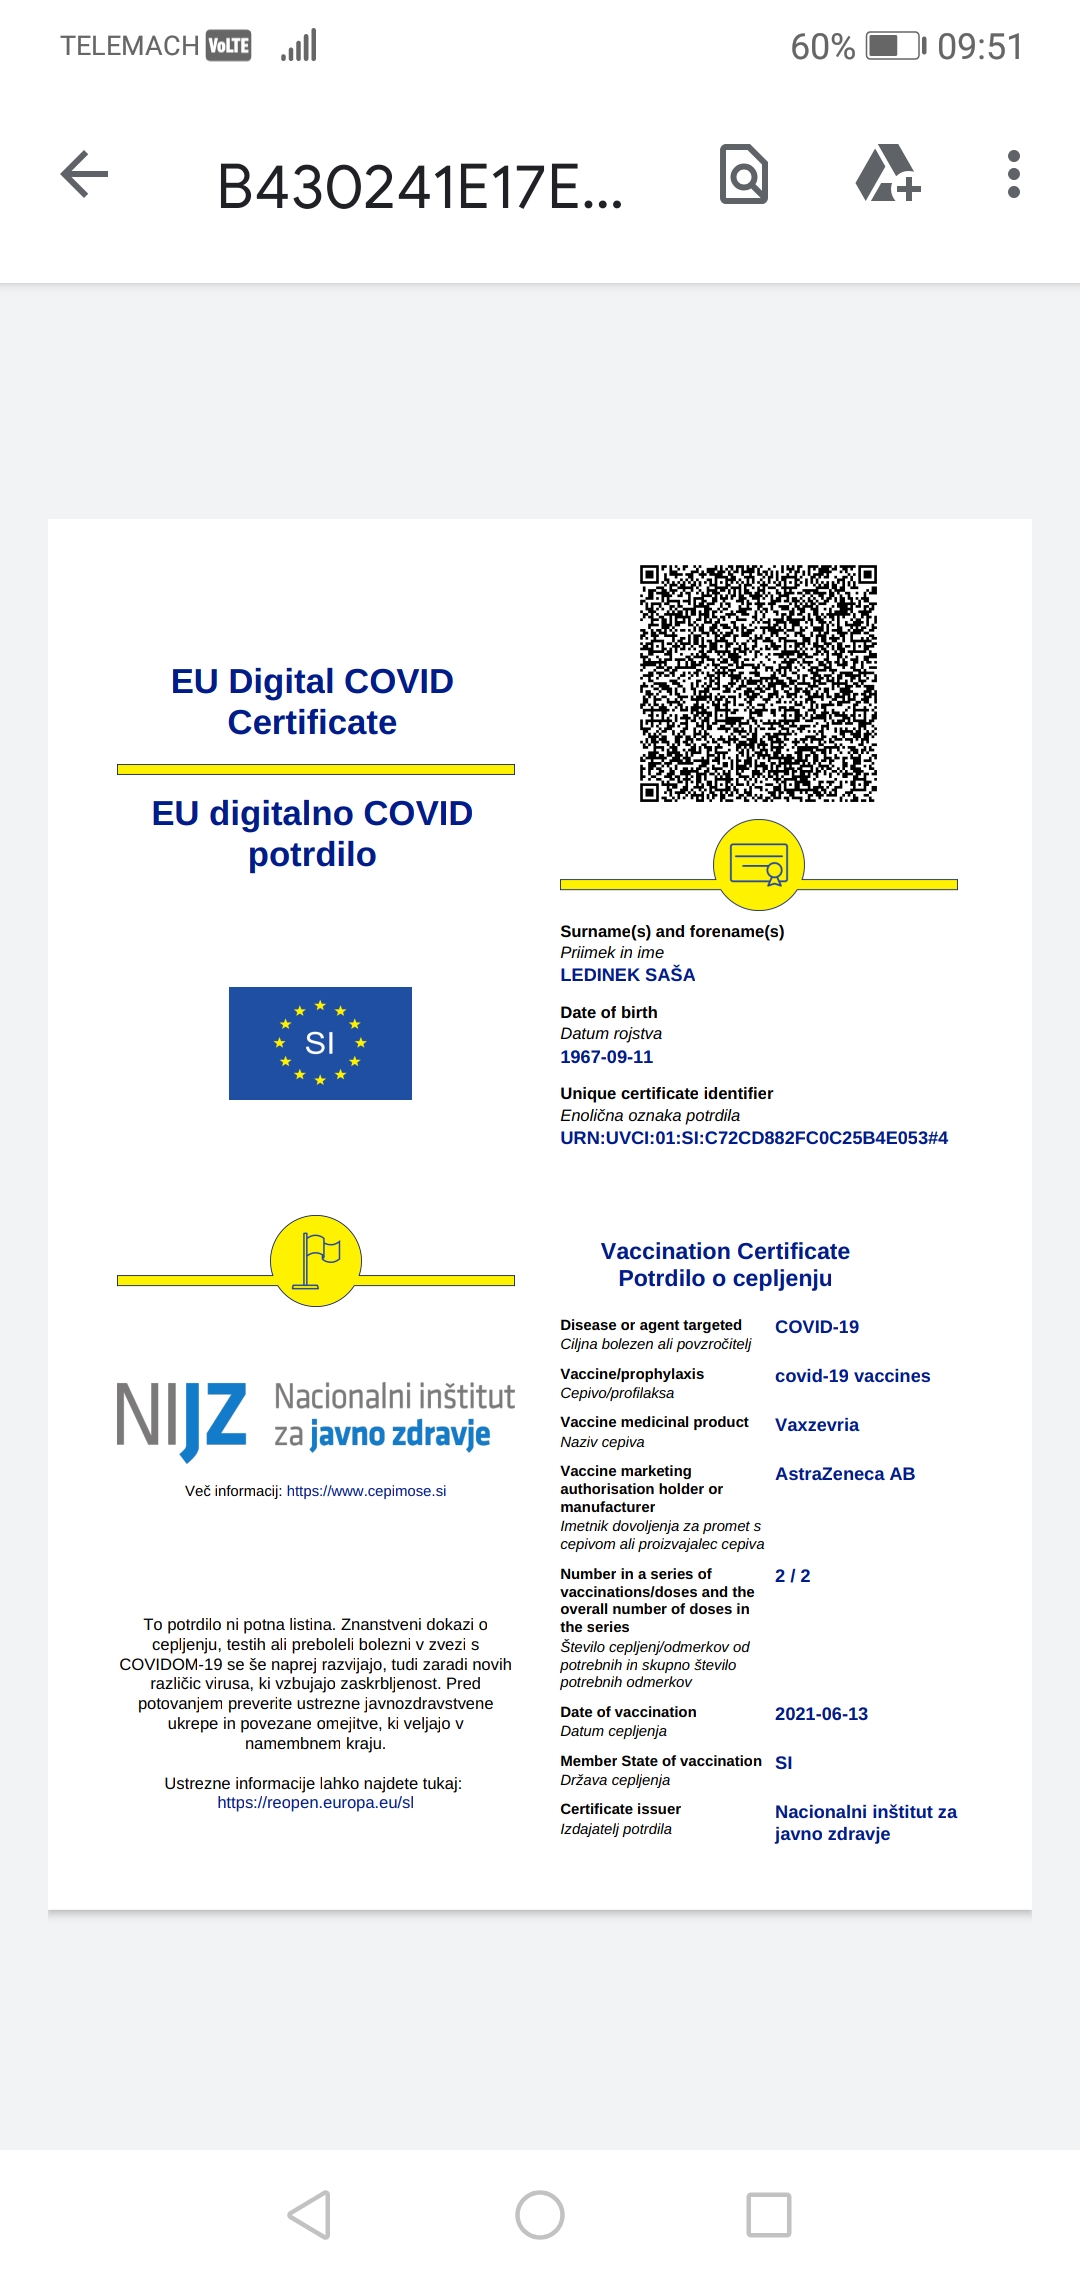 TELEMACH VoLTE 60% 09:51
B430241E17E...
EU Digital COVID
Certificate
EU digitalno COVID
potrdilo
SI
NIJZ Nacionalni inštitut
za javno zdravje
Več informacij: https://www.cepimose.si
To potrdilo ni potna listina. Znanstveni dokazi o
cepljenju, testih ali preboleli bolezni v zvezi s
COVIDOM-19 se še naprej razvijajo, tudi zaradi novih
različic virusa, ki vzbujajo zaskrbljenost. Pred
potovanjem preverite ustrezne javnozdravstvene
ukrepe in povezane omejitve, ki veljajo v
namembnem kraju.
Ustrezne informacije lahko najdete tukaj:
https://reopen.europa.eu/sl
Surname(s) and forename(s)
Priimek in ime
LEDINEK SAŠA
Date of birth
Datum rojstva
1967-09-11
Unique certificate identifier
Enolična oznaka potrdila
URN:UVCI:01:SI:C72CD882FC0C25B4E053#4
Vaccination Certificate
Potrdilo o cepljenju
Disease or agent targeted COVID-19
Ciljna bolezen ali povzročitelj
Vaccine/prophylaxis covid-19 vaccines
Cepivo/profilaksa
Vaccine medicinal product Vaxzevria
Naziv cepiva
Vaccine marketing AstraZeneca AB
authorisation holder or
manufacturer
Imetnik dovoljenja za promet s
cepivom ali proizvajalec cepiva
Number in a series of 2 / 2
vaccinations/doses and the
overall number of doses in
the series
Število cepljenj/odmerkov od
potrebnih in skupno število
potrebnih odmerkov
Date of vaccination 2021-06-13
Datum cepljenja
Member State of vaccination SI
Država cepljenja
Certificate issuer Nacionalni inštitut za
Izdajatelj potrdila javno zdravje